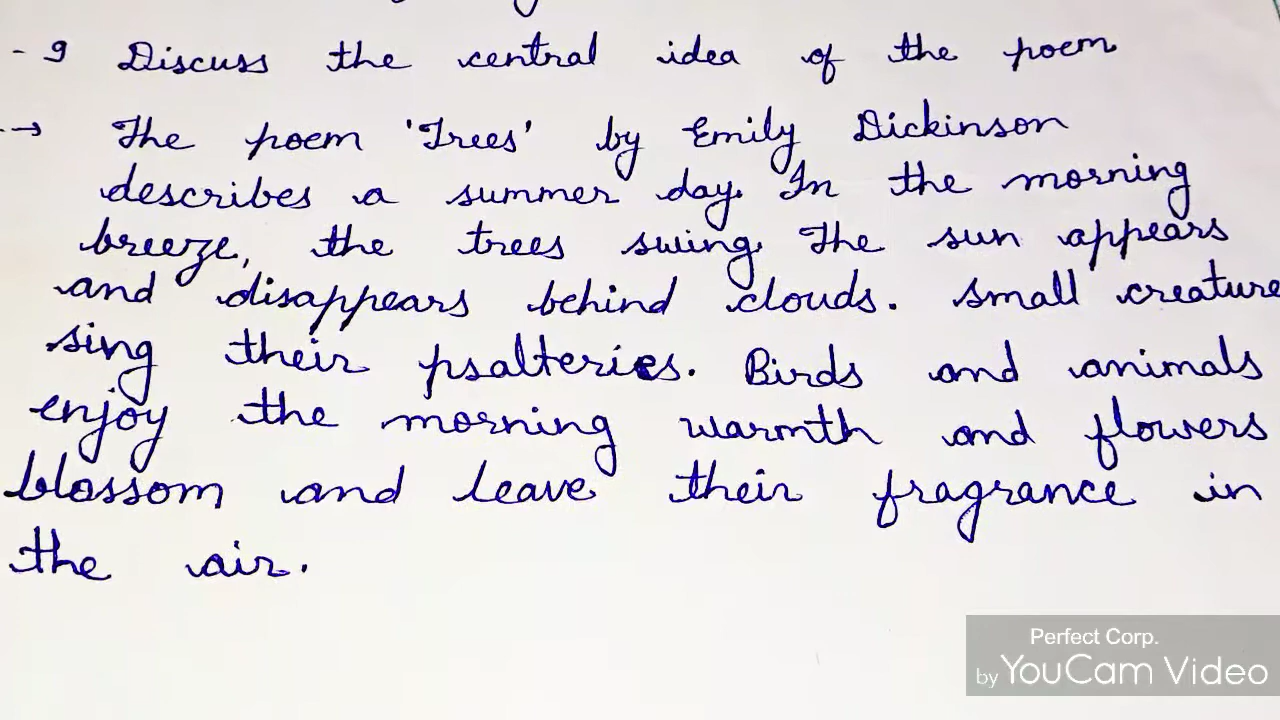 - 9 Discuss the central idea of the poem
→ The poem 'Trees' by Emily Dickinson
describes a summer day. In the morning
breeze, the trees swing. The sun appears
and disappears behind clouds. Small creature
sing their psalteries. Birds and animals
enjoy the morning warmth and flowers
blossom and leave their fragrance in
the air.
Perfect Corp.
by YouCam Video